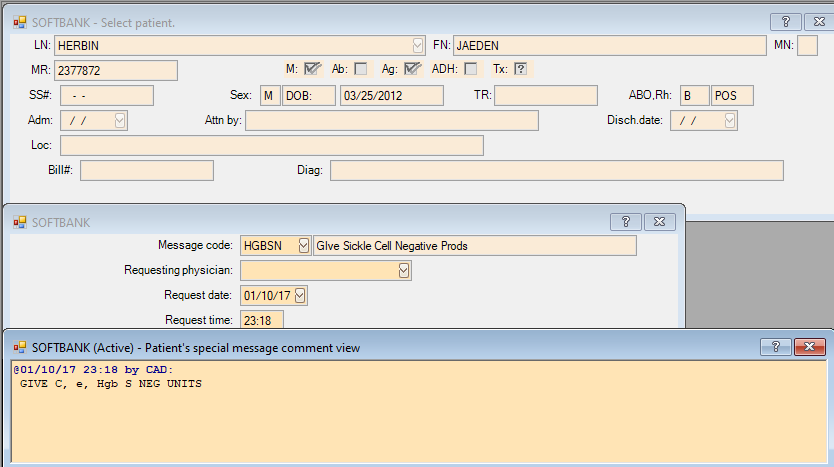 SOFTBANK - Select patient.
LN: HERBIN FN: JAEDEN MN:
MR: 2377872 M: Ab: Ag: ADH: Tx: ?
SS#: - - Sex: M DOB: 03/25/2012 TR: ABO,Rh: B POS
Adm: / / Attn by: Disch.date: / /
Loc:
Bill#: Diag:
SOFTBANK
Message code: HGBSN GIve Sickle Cell Negative Prods
Requesting physician:
Request date: 01/10/17
Request time: 23:18
SOFTBANK (Active) - Patient's special message comment view
@01/10/17 23:18 by CAD:
GIVE C, e, Hgb S NEG UNITS